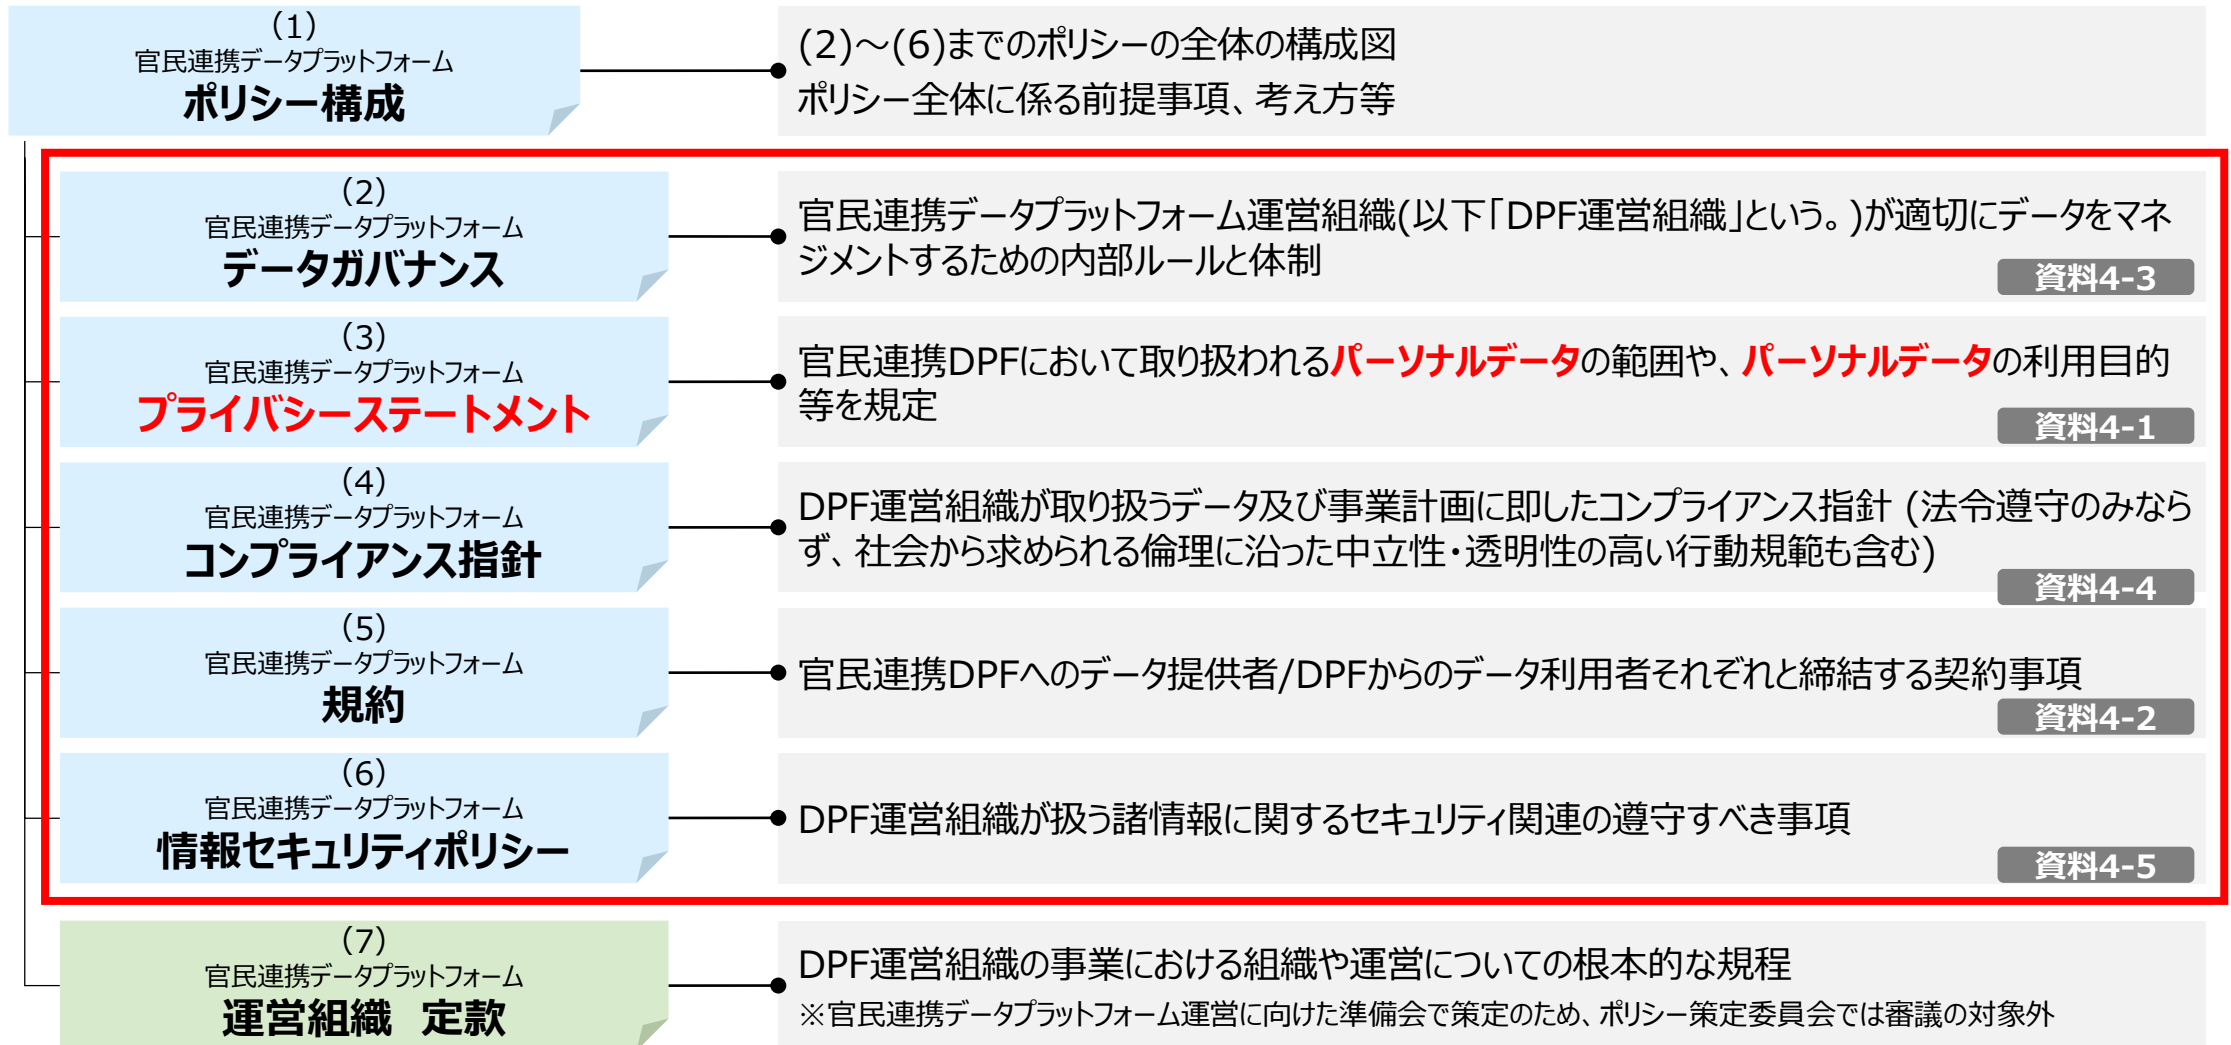 (1)
官民連携データプラットフォーム
ポリシー構成
(2)～(6)までのポリシーの全体の構成図
ポリシー全体に係る前提事項、考え方等
(2)
官民連携データプラットフォーム
データガバナンス
官民連携データプラットフォーム運営組織(以下「DPF運営組織」という。)が適切にデータをマネ
ジメントするための内部ルールと体制
資料4-3
(3)
官民連携データプラットフォーム
プライバシーステートメント
官民連携DPFにおいて取り扱われるパーソナルデータの範囲や、パーソナルデータの利用目的
等を規定
資料4-1
(4)
官民連携データプラットフォーム
コンプライアンス指針
DPF運営組織が取り扱うデータ及び事業計画に即したコンプライアンス指針 (法令遵守のみなら
ず、社会から求められる倫理に沿った中立性・透明性の高い行動規範も含む)
資料4-4
(5)
官民連携データプラットフォーム
規約
官民連携DPFへのデータ提供者/DPFからのデータ利用者それぞれと締結する契約事項
資料4-2
(6)
官民連携データプラットフォーム
情報セキュリティポリシー
DPF運営組織が扱う諸情報に関するセキュリティ関連の遵守すべき事項
資料4-5
(7)
官民連携データプラットフォーム
運営組織　定款
DPF運営組織の事業における組織や運営についての根本的な規程
※官民連携データプラットフォーム運営に向けた準備会で策定のため、ポリシー策定委員会では審議の対象外